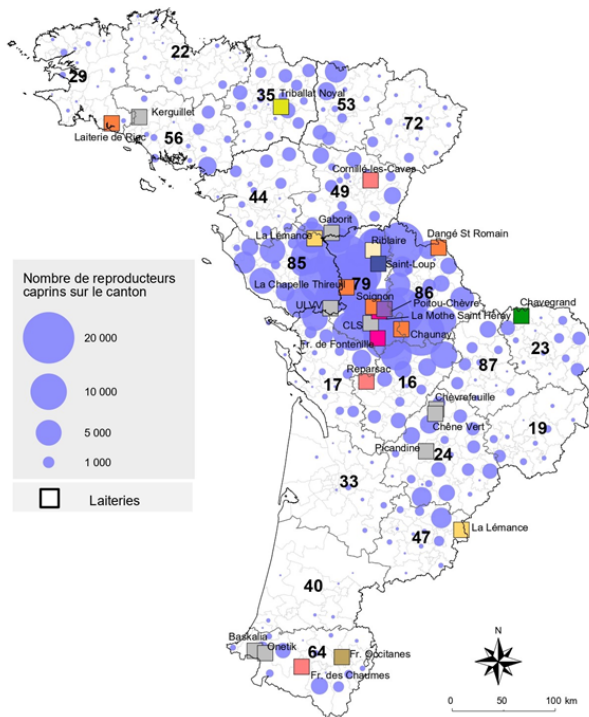 22
29
35
Triballat Noyal
53
Kerguillet
72
Laiterie de Riec
56
Cornillé-les-Caves
49
44
Gaborit
La Lémance
Dangé St Romain
Riblaire
85
Saint-Loup
Nombre de reproducteurs
caprins sur le canton
La Chapelle Thireuil
79
86
Soignon
Poitou-Chèvre
Chavegrand
ULVV
La Mothe Saint Héray
CLS
Chaunay
20 000
Fr. de Fontenille
23
87
Reparsac
17
16
10 000
Chèvrefeuille
5 000
Chêne Vert
19
1 000
Picandine
24
33
Laiteries
La Lémance
47
40
Baskalia
Onetik
64
Fr. Occitanes
Fr. des Chaumes
N
0 50 100 km